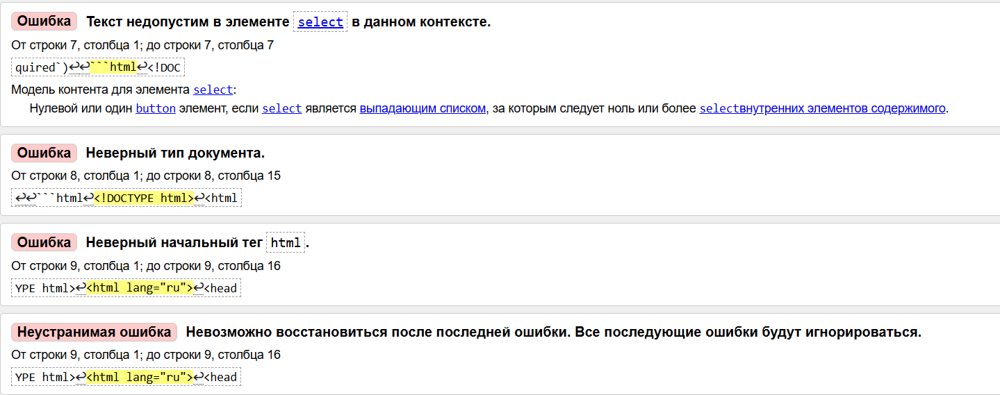 Ошибка Текст недопустим в элементе select в данном контексте.
От строки 7, столбца 1; до строки 7, столбца 7
quired`)↩↩```html↩<!DOC
Модель контента для элемента select:
Нулевой или один button элемент, если select является выпадающим списком, за которым следует ноль или более selectвнутренних элементов содержимого.
Ошибка Неверный тип документа.
От строки 8, столбца 1; до строки 8, столбца 15
↩↩```html↩<!DOCTYPE html>↩<html
Ошибка Неверный начальный тег html.
От строки 9, столбца 1; до строки 9, столбца 16
YPE html>↩<html lang="ru">↩<head
Неустранимая ошибка Невозможно восстановиться после последней ошибки. Все последующие ошибки будут игнорироваться.
От строки 9, столбца 1; до строки 9, столбца 16
YPE html>↩<html lang="ru">↩<head